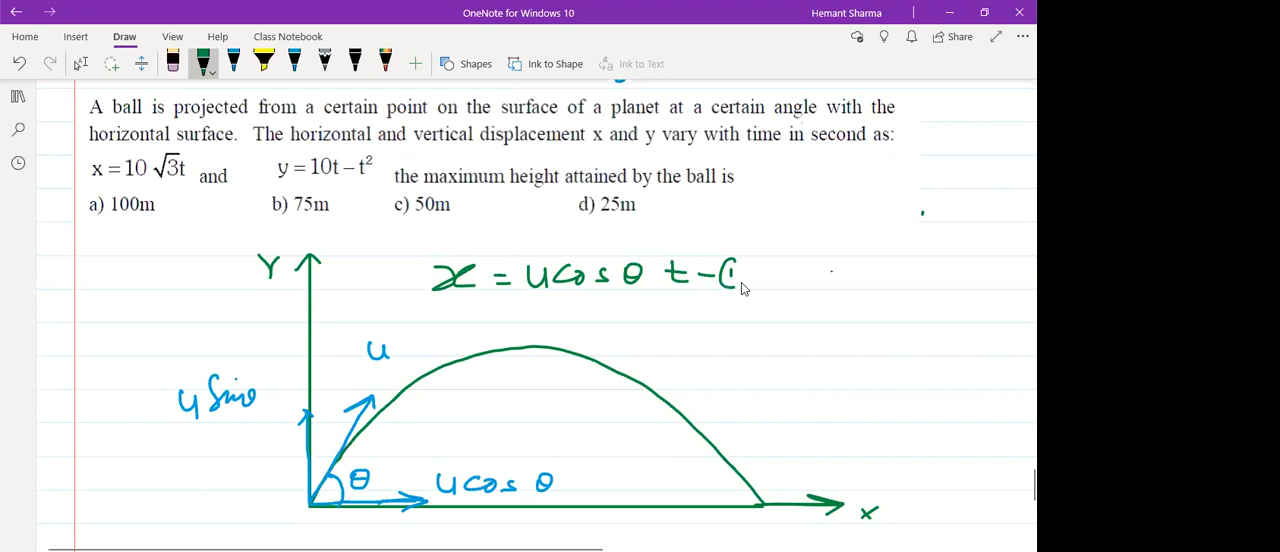 OneNote for Windows 10
Hemant Sharma
Home Insert Draw View Help Class Notebook Share
Shapes Ink to Shape Ink to Text
A ball is projected from a certain point on the surface of a planet at a certain angle with the
horizontal surface. The horizontal and vertical displacement x and y vary with time in second as:
x = 10 √3t and y = 10t – t² the maximum height attained by the ball is
a) 100m b) 75m c) 50m d) 25m
Y x = u cos θ t – (i
u
u Sinθ
θ u cos θ
x